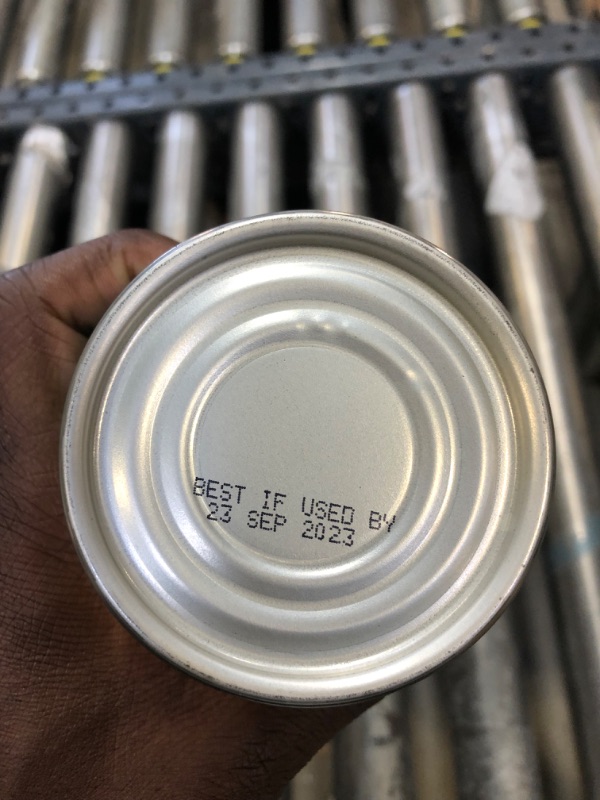 BEST IF USED BY
23 SEP 2023